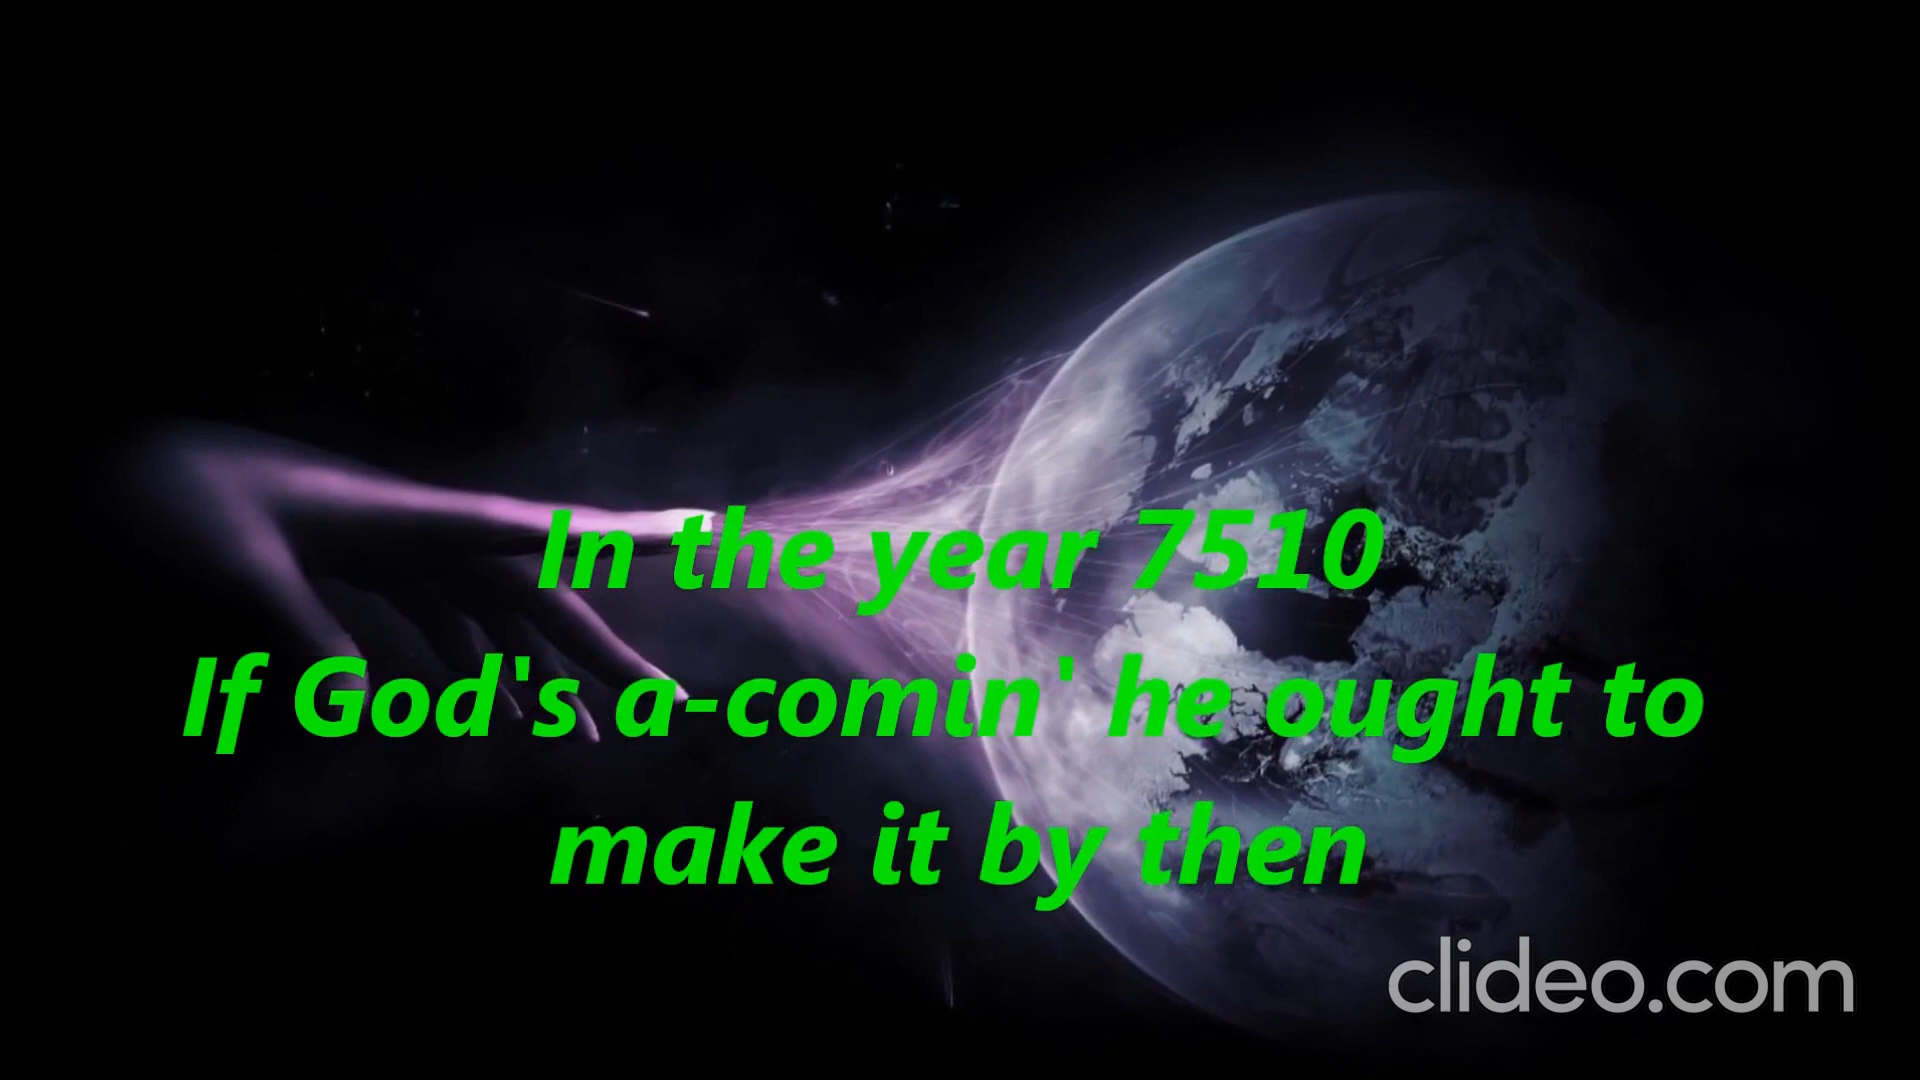 In the year 7510
If God's a-comin' he ought to
make it by then
clideo.com